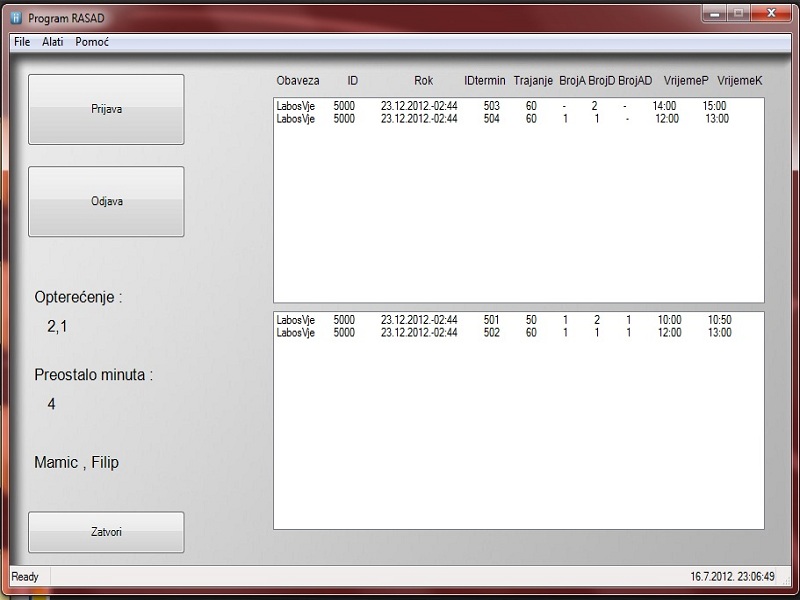 Program RASAD
File Alati Pomoć
Obaveza ID Rok IDtermin Trajanje BrojA BrojD BrojAD VrijemeP VrijemeK
Prijava
LabosVje 5000 23.12.2012.-02:44 503 60 - 2 - 14:00 15:00
LabosVje 5000 23.12.2012.-02:44 504 60 1 1 - 12:00 13:00
Odjava
Opterećenje :
2,1
LabosVje 5000 23.12.2012.-02:44 501 50 1 2 1 10:00 10:50
LabosVje 5000 23.12.2012.-02:44 502 60 1 1 1 12:00 13:00
Preostalo minuta :
4
Mamic , Filip
Zatvori
Ready 16.7.2012. 23:06:49